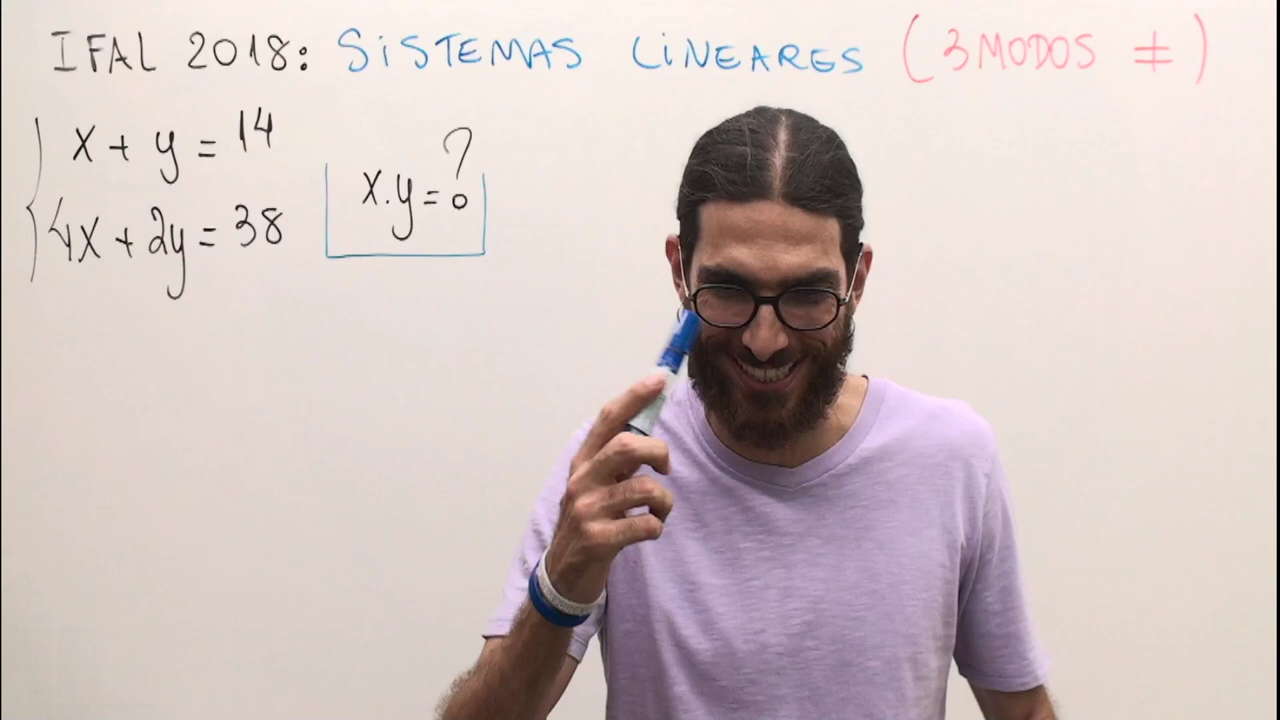 IFAL 2018: SISTEMAS LINEARES (3 MODOS ≠)
x + y = 14
4x + 2y = 38
x.y = ?